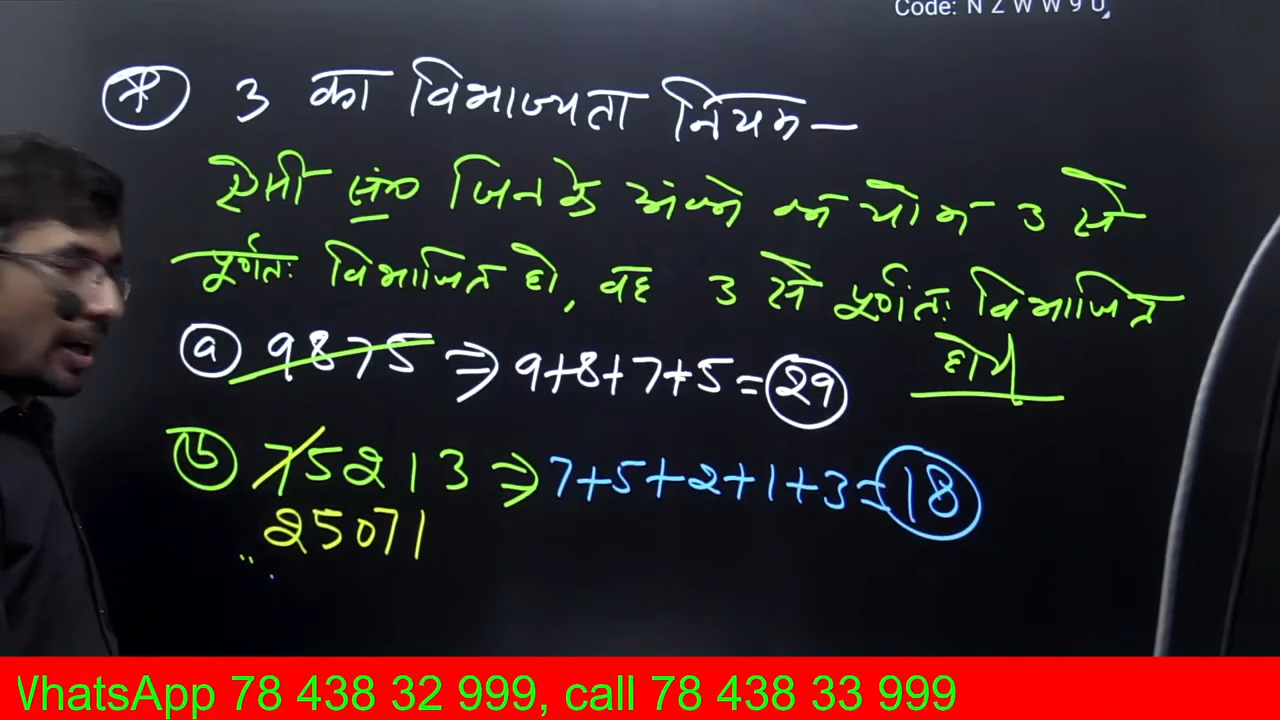 Code: N Z W W 9 U
* 3 का विभाज्यता नियम –
ऐसी सं० जिनके अंको का योग 3 से
पूर्णतः विभाजित हो, वह 3 से पूर्णतः विभाजित
होगी
a 9875 ⇒ 9+8+7+5=29
b 75213 ⇒ 7+5+2+1+3=18
25071
WhatsApp 78 438 32 999, call 78 438 33 999